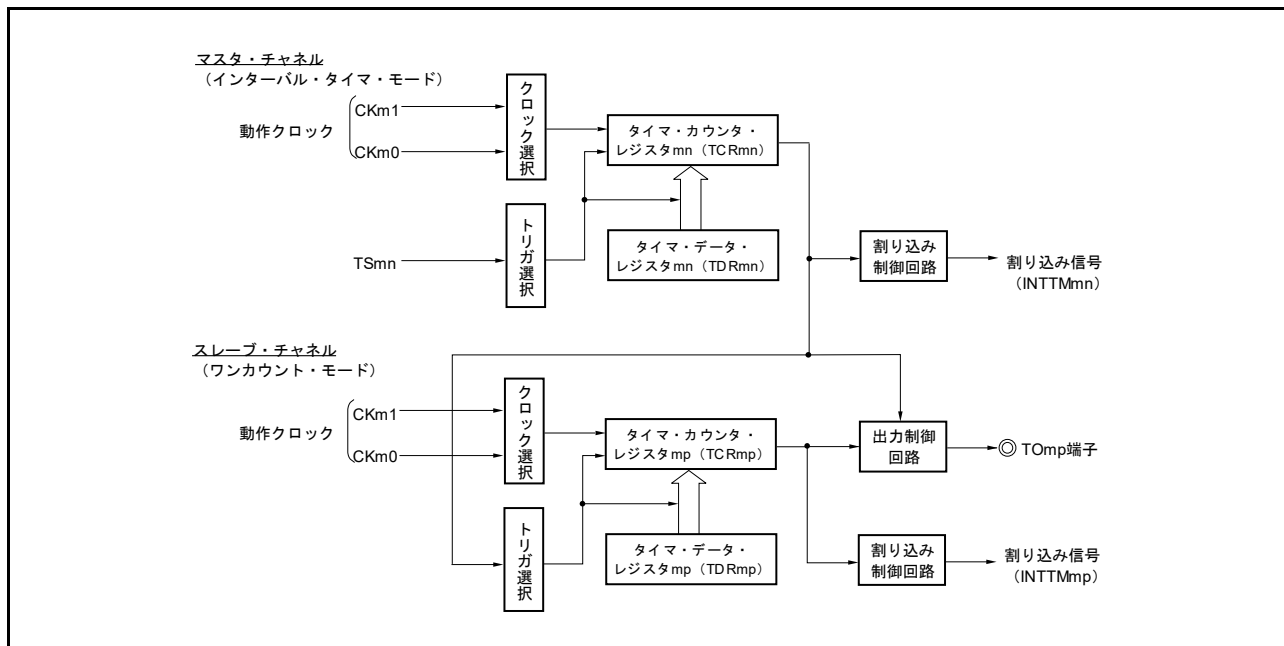 マスタ・チャネル
（インターバル・タイマ・モード）
動作クロック
CKm1
CKm0
クロック選択
タイマ・カウンタ・
レジスタmn（TCRmn）
TSmn
トリガ選択
タイマ・データ・
レジスタmn（TDRmn）
割り込み
制御回路
割り込み信号
（INTTMmn）
スレーブ・チャネル
（ワンカウント・モード）
動作クロック
CKm1
CKm0
クロック選択
タイマ・カウンタ・
レジスタmp（TCRmp）
出力制御
回路
TOmp端子
トリガ選択
タイマ・データ・
レジスタmp（TDRmp）
割り込み
制御回路
割り込み信号
（INTTMmp）